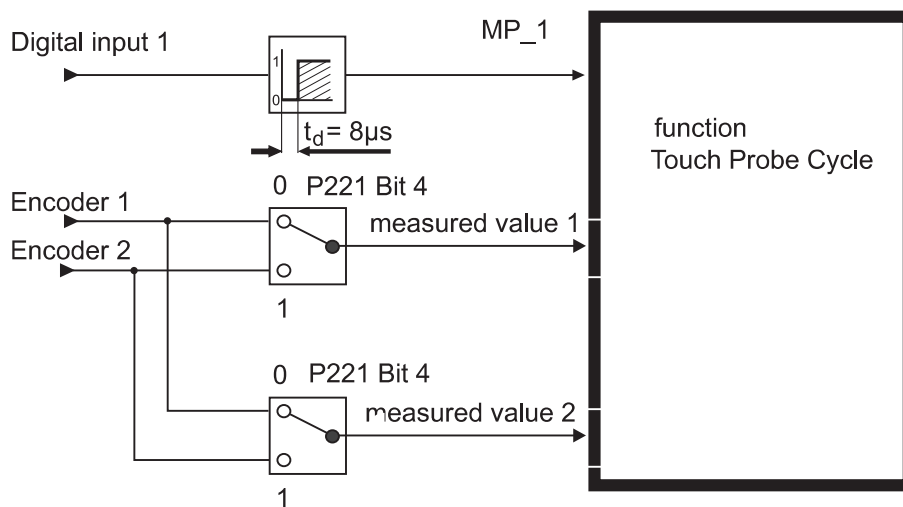 Digital input 1
MP_1
1
0
t_d = 8µs
function
Touch Probe Cycle
0 P221 Bit 4
Encoder 1
measured value 1
Encoder 2
1
0 P221 Bit 4
measured value 2
1